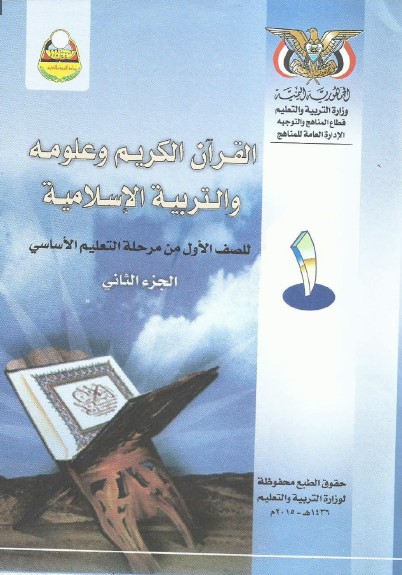 الجمهورية اليمنية
وزارة التربية والتعليم
قطاع المناهج والتوجيه
الإدارة العامة للمناهج
القرآن الكريم وعلومه
والتربية الإسلامية
للصف الأول من مرحلة التعليم الأساسي
الجزء الثاني
١
حقوق الطبع محفوظة
لوزارة التربية والتعليم
١٤٣٦هـ - ٢٠١٥م